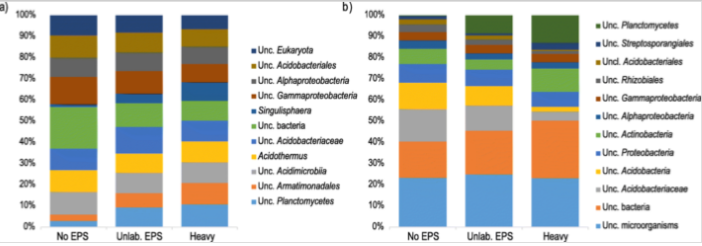 a)
100%
90%
80%
70%
60%
50%
40%
30%
20%
10%
0%
No EPS Unlab. EPS Heavy
Unc. Eukaryota
Unc. Acidobacteriales
Unc. Alphaproteobacteria
Unc. Gammaproteobacteria
Singulisphaera
Unc. bacteria
Unc. Acidobacteriaceae
Acidothermus
Unc. Acidimicrobiia
Unc. Armatimonadales
Unc. Planctomycetes
b)
100%
90%
80%
70%
60%
50%
40%
30%
20%
10%
0%
No EPS Unlab. EPS Heavy
Unc. Planctomycetes
Unc. Streptosporangiales
Uncl. Acidobacteriales
Unc. Rhizobiales
Unc. Gammaproteobacteria
Unc. Alphaproteobacteria
Unc. Actinobacteria
Unc. Proteobacteria
Unc. Acidobacteria
Unc. Acidobacteriaceae
Unc. bacteria
Unc. microorganisms